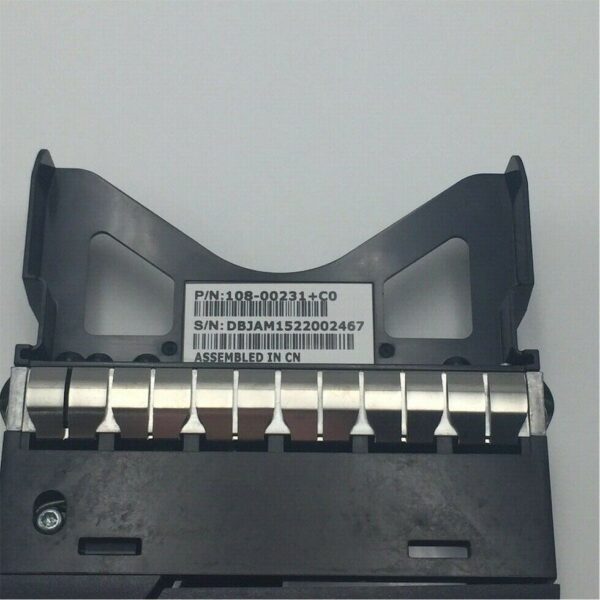 P/N:108-00231+C0
S/N: DBJAM1522002467
ASSEMBLED IN CN